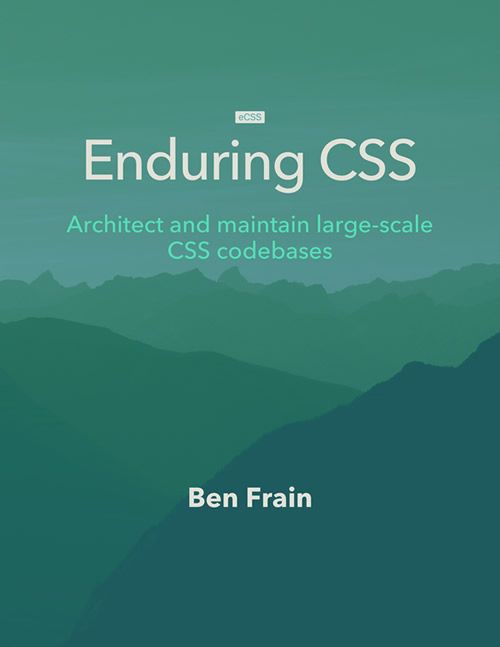 eCSS
Enduring CSS
Architect and maintain large-scale
CSS codebases
Ben Frain